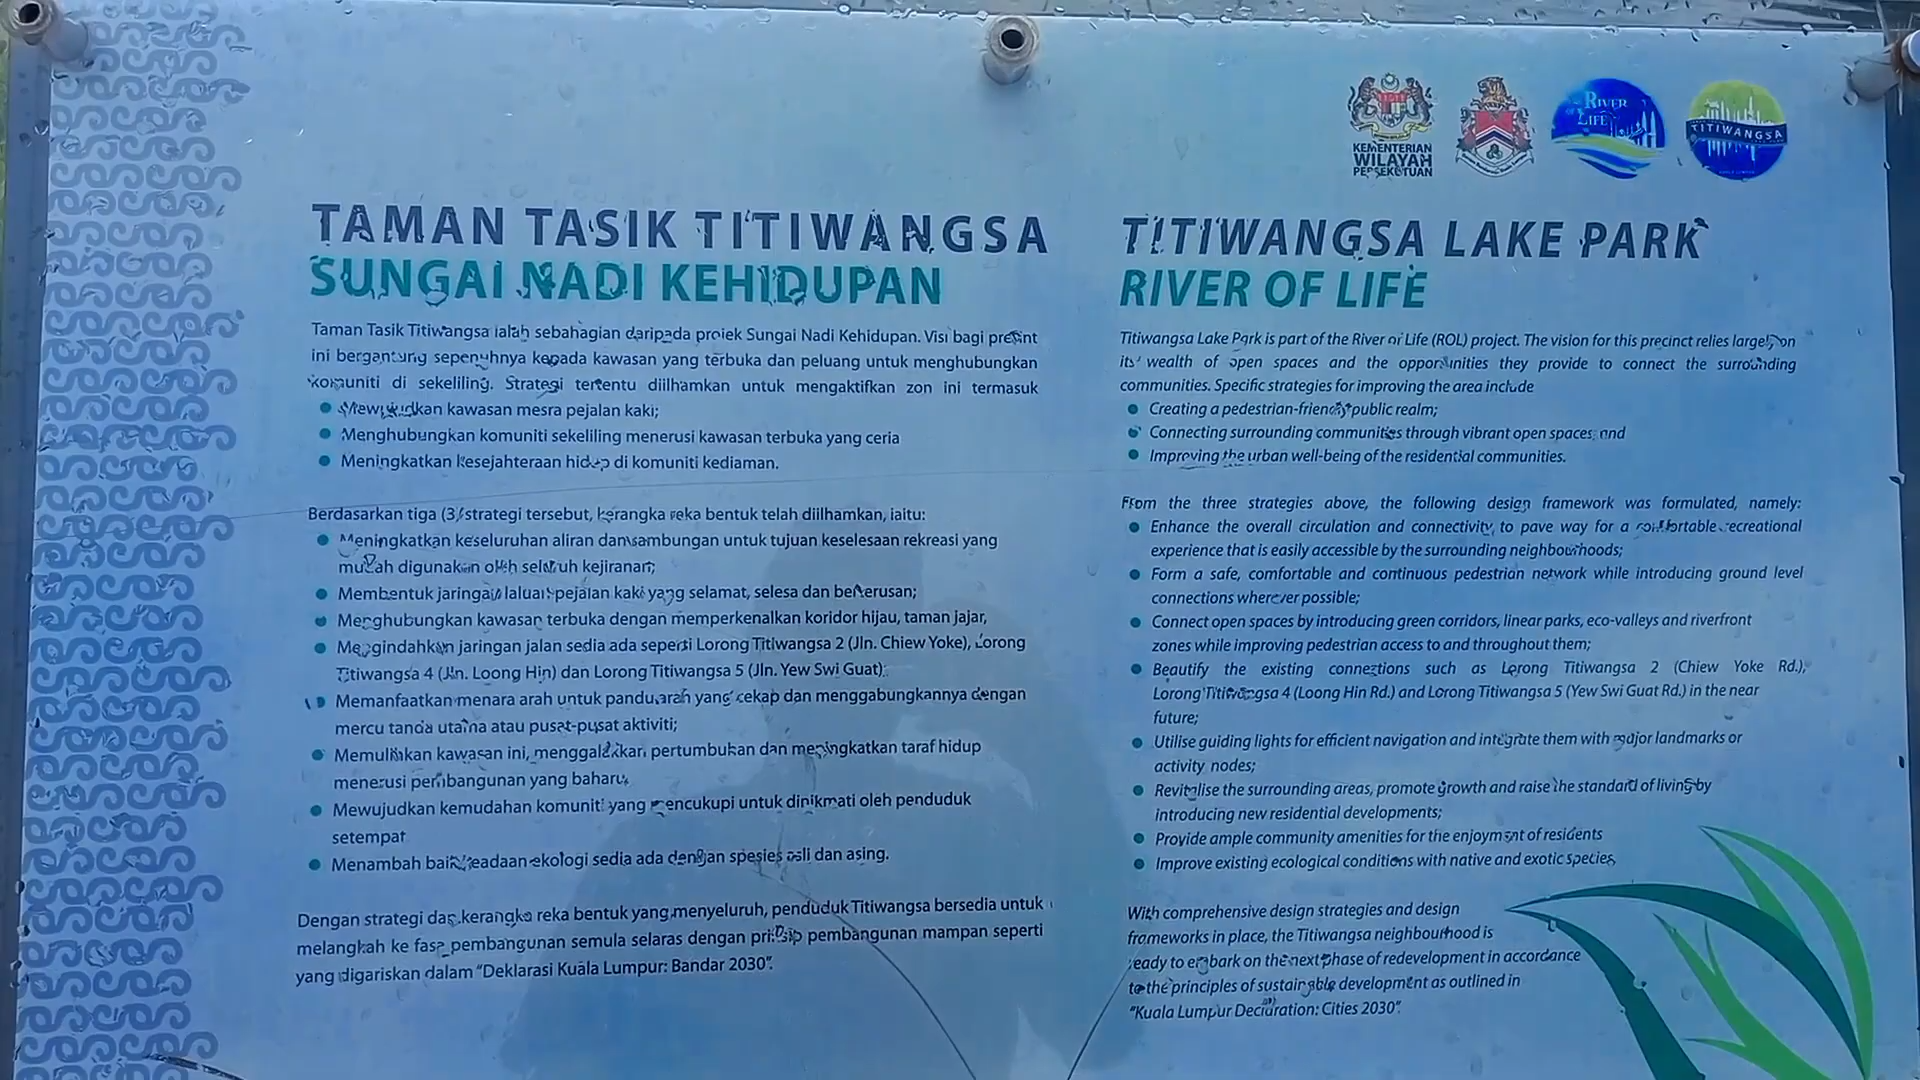 KEMENTERIAN
WILAYAH
PERSEKUTUAN
RIVER
of
LIFE
TITIWANGSA
TAMAN TASIK TITIWANGSA
SUNGAI NADI KEHIDUPAN
Taman Tasik Titiwangsa ialah sebahagian daripada projek Sungai Nadi Kehidupan. Visi bagi presint
ini bergantung sepenuhnya kepada kawasan yang terbuka dan peluang untuk menghubungkan
komuniti di sekeliling. Strategi tertentu diilhamkan untuk mengaktifkan zon ini termasuk
• Mewujudkan kawasan mesra pejalan kaki;
• Menghubungkan komuniti sekeliling menerusi kawasan terbuka yang ceria
• Meningkatkan kesejahteraan hidup di komuniti kediaman.
Berdasarkan tiga (3) strategi tersebut, kerangka reka bentuk telah diilhamkan, iaitu:
• Meningkatkan keseluruhan aliran dan sambungan untuk tujuan keselesaan rekreasi yang
mudah digunakan oleh seluruh kejiranan;
• Membentuk jaringan laluan pejalan kaki yang selamat, selesa dan berterusan;
• Menghubungkan kawasan terbuka dengan memperkenalkan koridor hijau, taman jajar,
• Mengindahkan jaringan jalan sedia ada seperti Lorong Titiwangsa 2 (Jln. Chiew Yoke), Lorong
Titiwangsa 4 (Jln. Loong Hin) dan Lorong Titiwangsa 5 (Jln. Yew Swi Guat);
• Memanfaatkan menara arah untuk panduarah yang cekap dan menggabungkannya dengan
mercu tanda utama atau pusat-pusat aktiviti;
• Memulihkan kawasan ini, menggalakkan pertumbuhan dan meningkatkan taraf hidup
menerusi pembangunan yang baharu;
• Mewujudkan kemudahan komuniti yang mencukupi untuk dinikmati oleh penduduk
setempat
• Menambah baik keadaan ekologi sedia ada dengan spesies asli dan asing.
Dengan strategi dan kerangka reka bentuk yang menyeluruh, penduduk Titiwangsa bersedia untuk
melangkah ke fasa pembangunan semula selaras dengan prinsip pembangunan mampan seperti
yang digariskan dalam "Deklarasi Kuala Lumpur: Bandar 2030".
TITIWANGSA LAKE PARK
RIVER OF LIFE
Titiwangsa Lake Park is part of the River of Life (ROL) project. The vision for this precinct relies largely on
its wealth of open spaces and the opportunities they provide to connect the surrounding
communities. Specific strategies for improving the area include
• Creating a pedestrian-friendly public realm;
• Connecting surrounding communities through vibrant open spaces; and
• Improving the urban well-being of the residential communities.
From the three strategies above, the following design framework was formulated, namely:
• Enhance the overall circulation and connectivity to pave way for a comfortable recreational
experience that is easily accessible by the surrounding neighbourhoods;
• Form a safe, comfortable and continuous pedestrian network while introducing ground level
connections wherever possible;
• Connect open spaces by introducing green corridors, linear parks, eco-valleys and riverfront
zones while improving pedestrian access to and throughout them;
• Beautify the existing connections such as Lorong Titiwangsa 2 (Chiew Yoke Rd.),
Lorong Titiwangsa 4 (Loong Hin Rd.) and Lorong Titiwangsa 5 (Yew Swi Guat Rd.) in the near
future;
• Utilise guiding lights for efficient navigation and integrate them with major landmarks or
activity nodes;
• Revitalise the surrounding areas, promote growth and raise the standard of living by
introducing new residential developments;
• Provide ample community amenities for the enjoyment of residents
• Improve existing ecological conditions with native and exotic species,
With comprehensive design strategies and design
frameworks in place, the Titiwangsa neighbourhood is
ready to embark on the next phase of redevelopment in accordance
to the principles of sustainable development as outlined in
"Kuala Lumpur Declaration: Cities 2030".